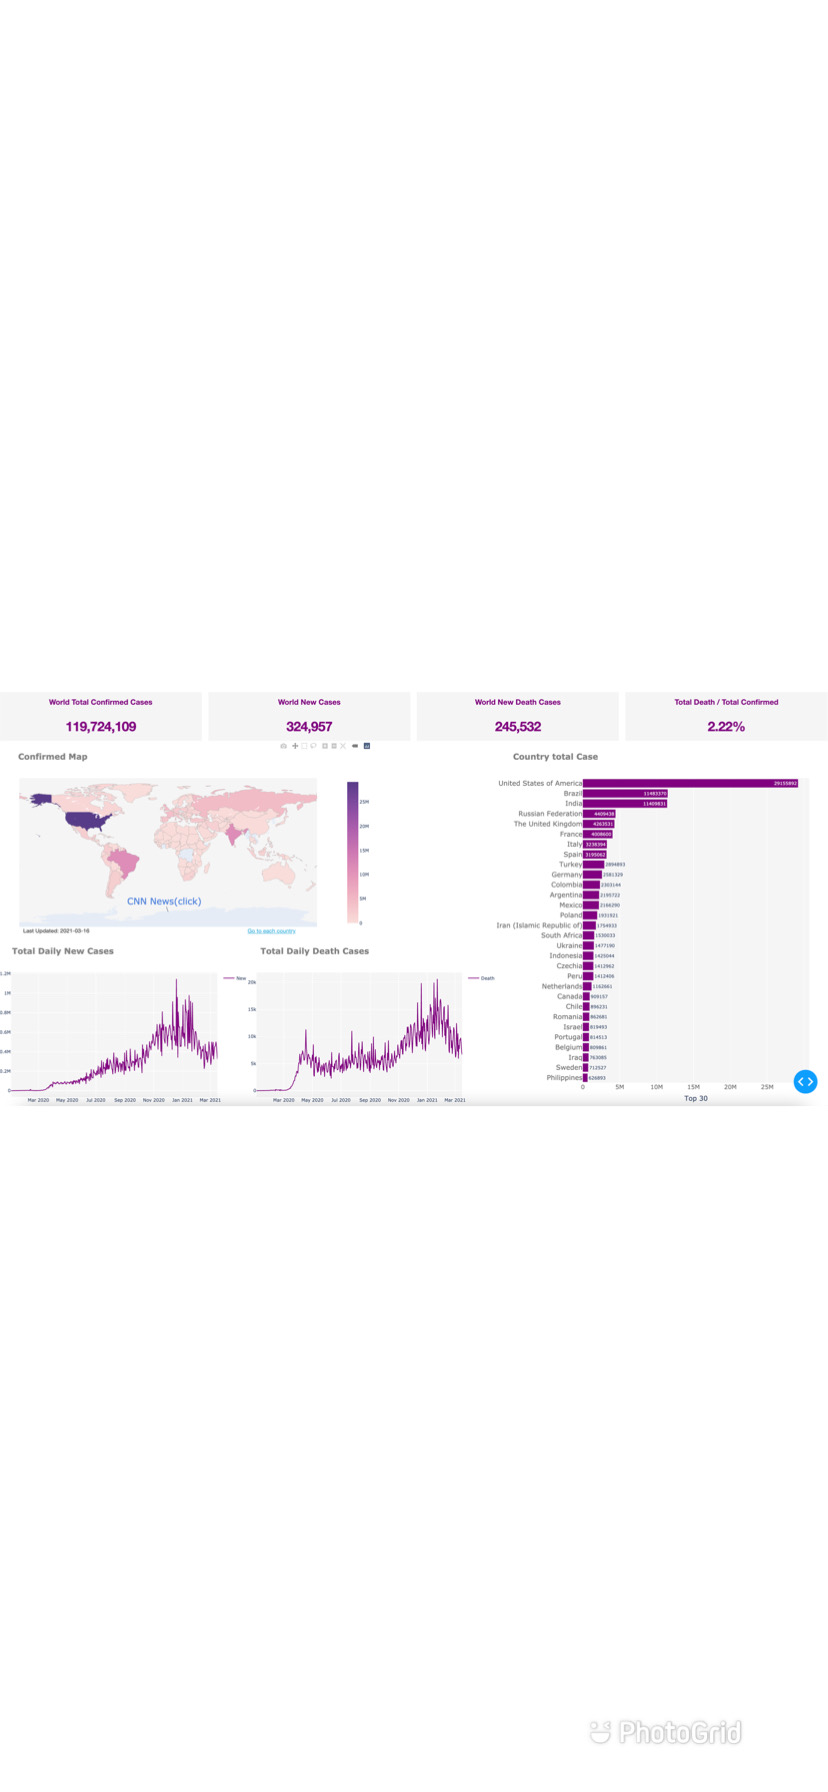 World Total Confirmed Cases
119,724,109
World New Cases
324,957
World New Death Cases
245,532
Total Death / Total Confirmed
2.22%
Confirmed Map
25M
20M
15M
10M
5M
0
CNN News(click)
Last Updated: 2021-03-16
Go to each country
Total Daily New Cases
1.2M
1M
0.8M
0.6M
0.4M
0.2M
0
Mar 2020 May 2020 Jul 2020 Sep 2020 Nov 2020 Jan 2021 Mar 2021
New
Total Daily Death Cases
20k
15k
10k
5k
0
Mar 2020 May 2020 Jul 2020 Sep 2020 Nov 2020 Jan 2021 Mar 2021
Death
Country total Case
United States of America 29155892
Brazil 11483370
India 11409831
Russian Federation 4409438
The United Kingdom 4263531
France 4008600
Italy 3238394
Spain 3195062
Turkey 2894893
Germany 2581329
Colombia 2303144
Argentina 2195722
Mexico 2166290
Poland 1931921
Iran (Islamic Republic of) 1754933
South Africa 1530033
Ukraine 1477190
Indonesia 1425044
Czechia 1412962
Peru 1412406
Netherlands 1162661
Canada 909157
Chile 896231
Romania 862681
Israel 819493
Portugal 814513
Belgium 809861
Iraq 763085
Sweden 712527
Philippines 626893
0 5M 10M 15M 20M 25M
Top 30
PhotoGrid